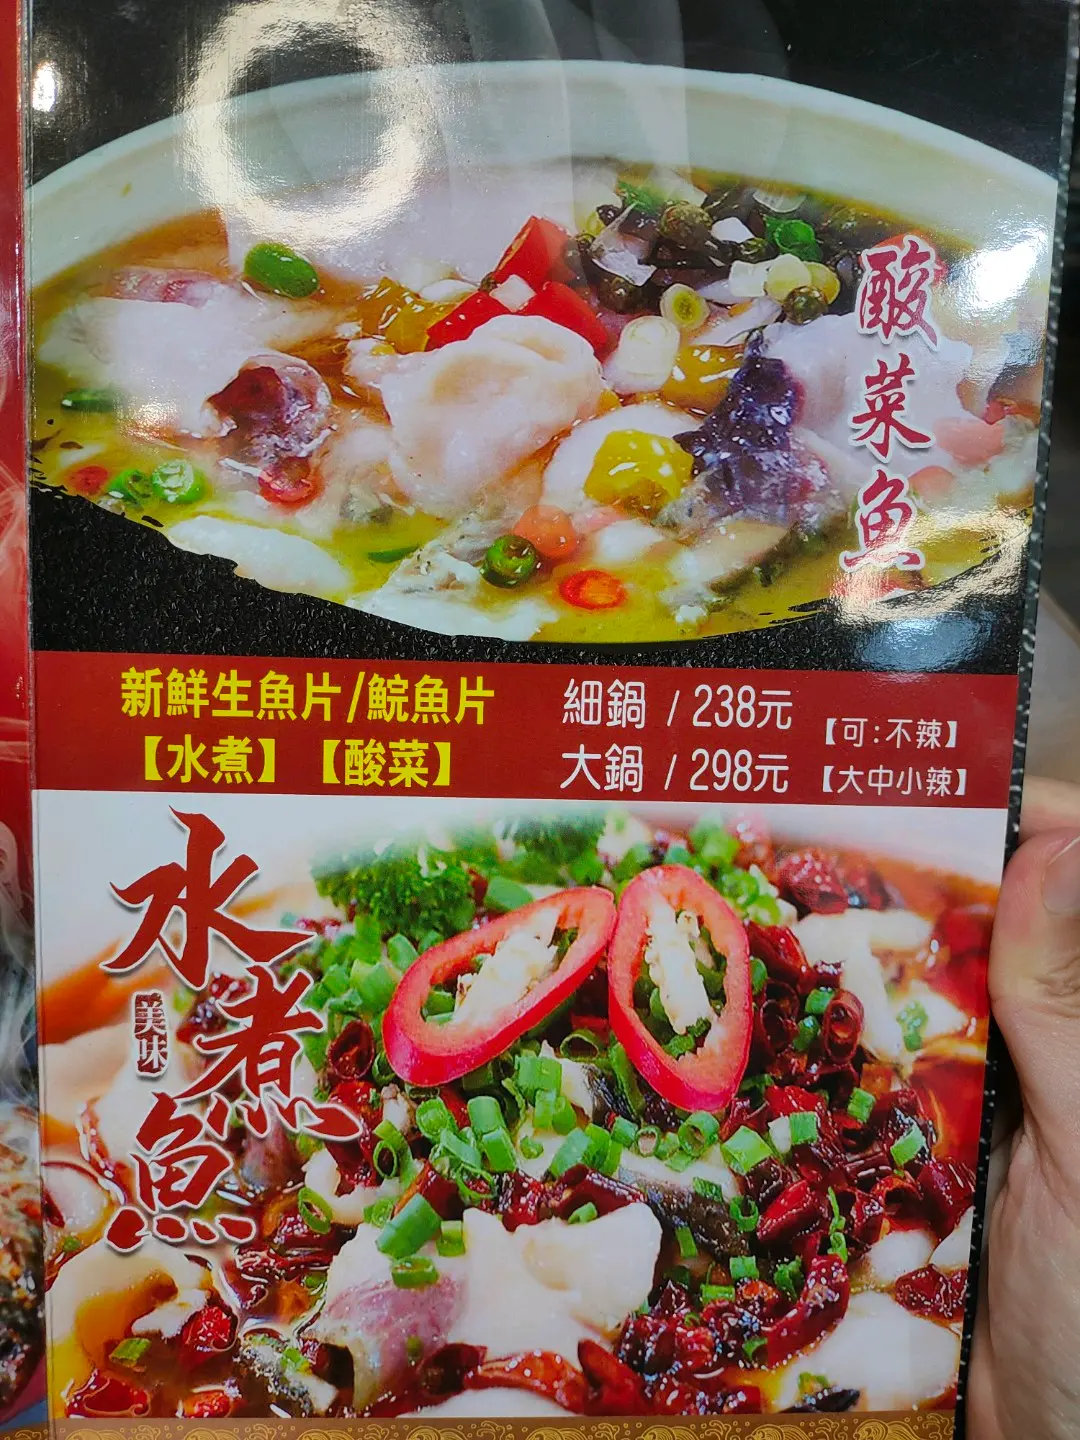 酸菜魚
新鮮生魚片/鯇魚片
【水煮】【酸菜】
細鍋 / 238元
大鍋 / 298元
【可:不辣】
【大中小辣】
水煮魚
美味